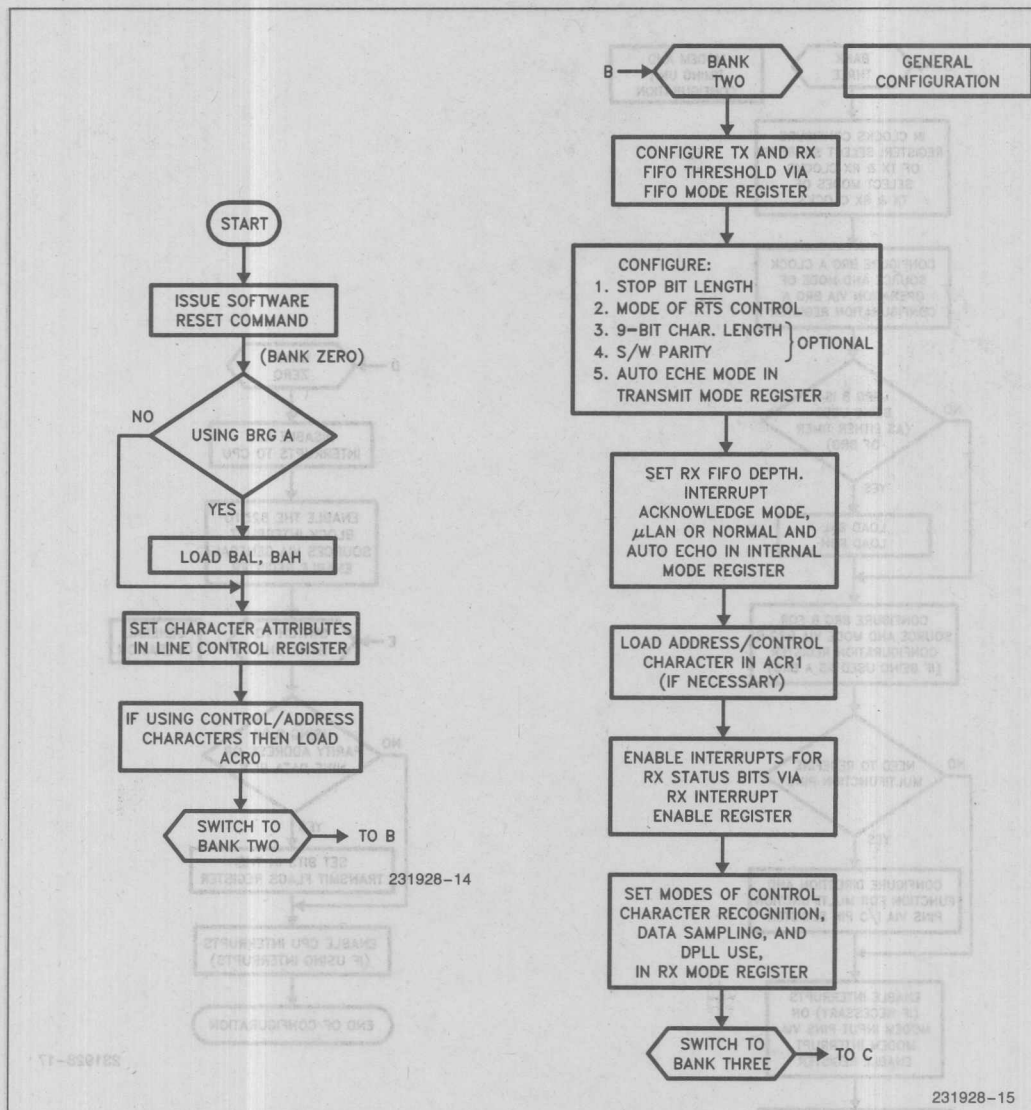 START
ISSUE SOFTWARE
RESET COMMAND
(BANK ZERO)
NO
USING BRG A
YES
LOAD BAL, BAH
SET CHARACTER ATTRIBUTES
IN LINE CONTROL REGISTER
IF USING CONTROL/ADDRESS
CHARACTERS THEN LOAD
ACR0
SWITCH TO
BANK TWO
TO B
231928-14
B
BANK
TWO
GENERAL
CONFIGURATION
CONFIGURE TX AND RX
FIFO THRESHOLD VIA
FIFO MODE REGISTER
CONFIGURE:
1. STOP BIT LENGTH
2. MODE OF RTS CONTROL
3. 9-BIT CHAR. LENGTH
4. S/W PARITY
OPTIONAL
5. AUTO ECHE MODE IN
TRANSMIT MODE REGISTER
SET RX FIFO DEPTH.
INTERRUPT
ACKNOWLEDGE MODE,
μLAN OR NORMAL AND
AUTO ECHO IN INTERNAL
MODE REGISTER
LOAD ADDRESS/CONTROL
CHARACTER IN ACR1
(IF NECESSARY)
ENABLE INTERRUPTS FOR
RX STATUS BITS VIA
RX INTERRUPT
ENABLE REGISTER
SET MODES OF CONTROL
CHARACTER RECOGNITION,
DATA SAMPLING, AND
DPLL USE,
IN RX MODE REGISTER
SWITCH TO
BANK THREE
TO C
231928-15